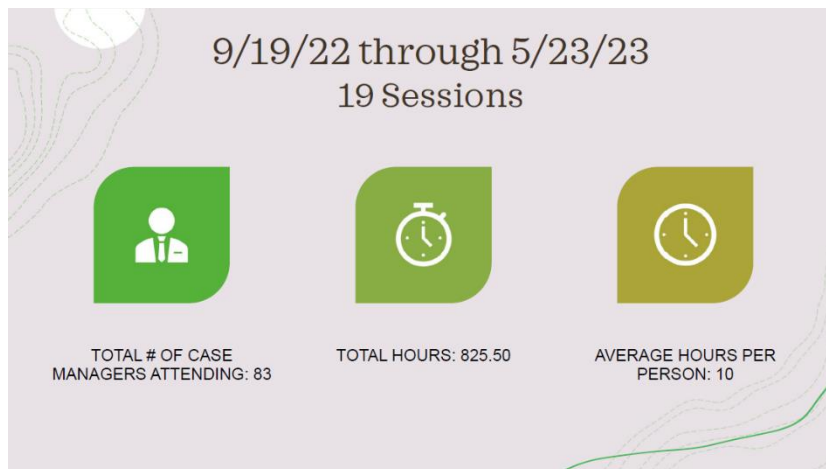 9/19/22 through 5/23/23
19 Sessions
TOTAL # OF CASE
MANAGERS ATTENDING: 83
TOTAL HOURS: 825.50
AVERAGE HOURS PER
PERSON: 10